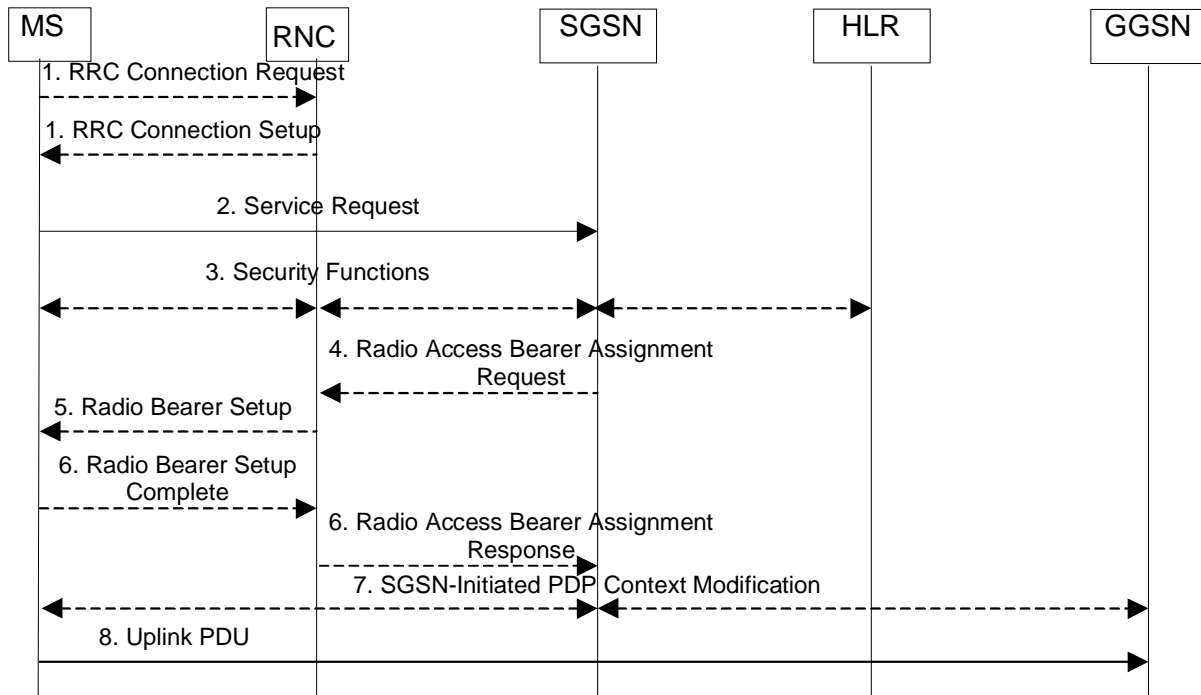 MS
RNC
SGSN
HLR
GGSN
1. RRC Connection Request
1. RRC Connection Setup
2. Service Request
3. Security Functions
4. Radio Access Bearer Assignment
Request
5. Radio Bearer Setup
6. Radio Bearer Setup
Complete
6. Radio Access Bearer Assignment
Response
7. SGSN-Initiated PDP Context Modification
8. Uplink PDU